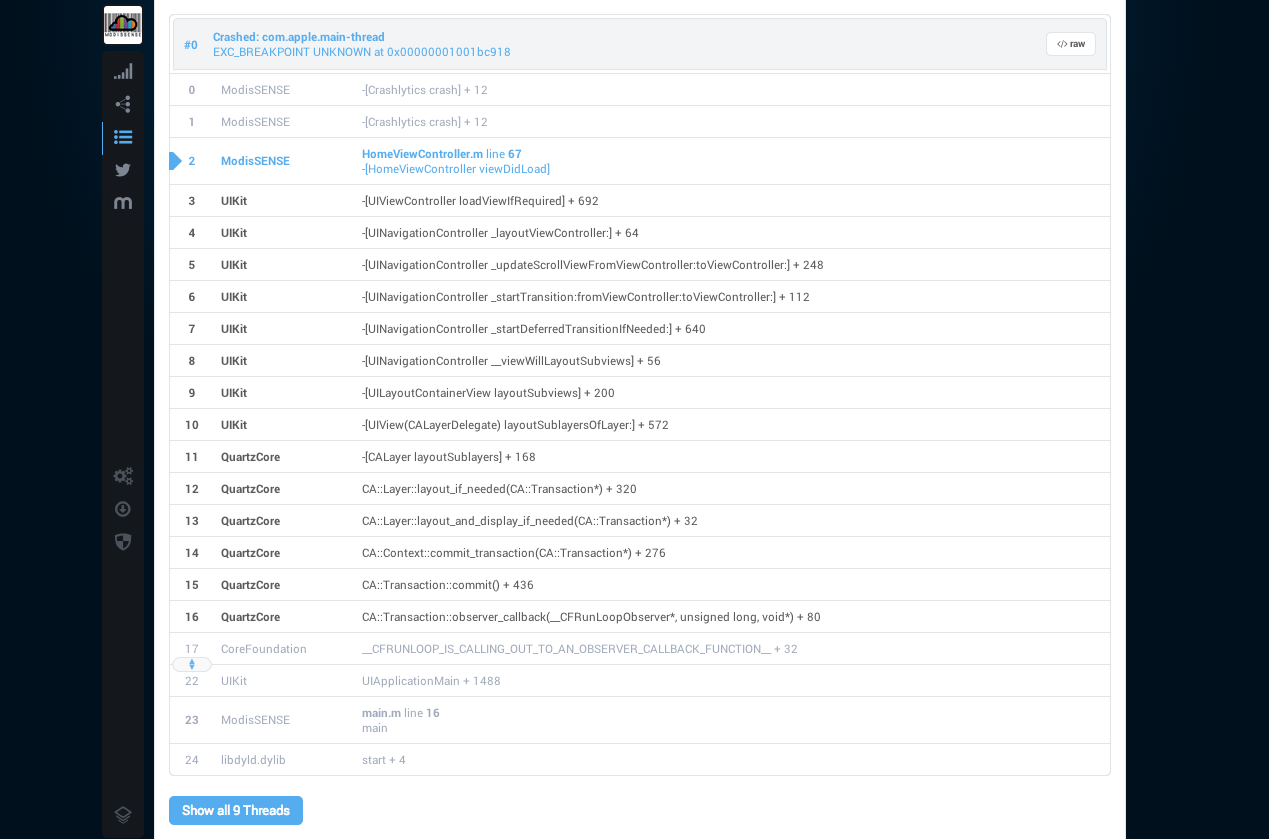 MODISSENSE
#0 Crashed: com.apple.main-thread
EXC_BREAKPOINT UNKNOWN at 0x00000001001bc918
</> raw
0 ModisSENSE -[Crashlytics crash] + 12
1 ModisSENSE -[Crashlytics crash] + 12
2 ModisSENSE HomeViewController.m line 67
-[HomeViewController viewDidLoad]
3 UIKit -[UIViewController loadViewIfRequired] + 692
4 UIKit -[UINavigationController _layoutViewController:] + 64
5 UIKit -[UINavigationController _updateScrollViewFromViewController:toViewController:] + 248
6 UIKit -[UINavigationController _startTransition:fromViewController:toViewController:] + 112
7 UIKit -[UINavigationController _startDeferredTransitionIfNeeded:] + 640
8 UIKit -[UINavigationController __viewWillLayoutSubviews] + 56
9 UIKit -[UILayoutContainerView layoutSubviews] + 200
10 UIKit -[UIView(CALayerDelegate) layoutSublayersOfLayer:] + 572
11 QuartzCore -[CALayer layoutSublayers] + 168
12 QuartzCore CA::Layer::layout_if_needed(CA::Transaction*) + 320
13 QuartzCore CA::Layer::layout_and_display_if_needed(CA::Transaction*) + 32
14 QuartzCore CA::Context::commit_transaction(CA::Transaction*) + 276
15 QuartzCore CA::Transaction::commit() + 436
16 QuartzCore CA::Transaction::observer_callback(__CFRunLoopObserver*, unsigned long, void*) + 80
17 CoreFoundation __CFRUNLOOP_IS_CALLING_OUT_TO_AN_OBSERVER_CALLBACK_FUNCTION__ + 32
22 UIKit UIApplicationMain + 1488
23 ModisSENSE main.m line 16
main
24 libdyld.dylib start + 4
Show all 9 Threads